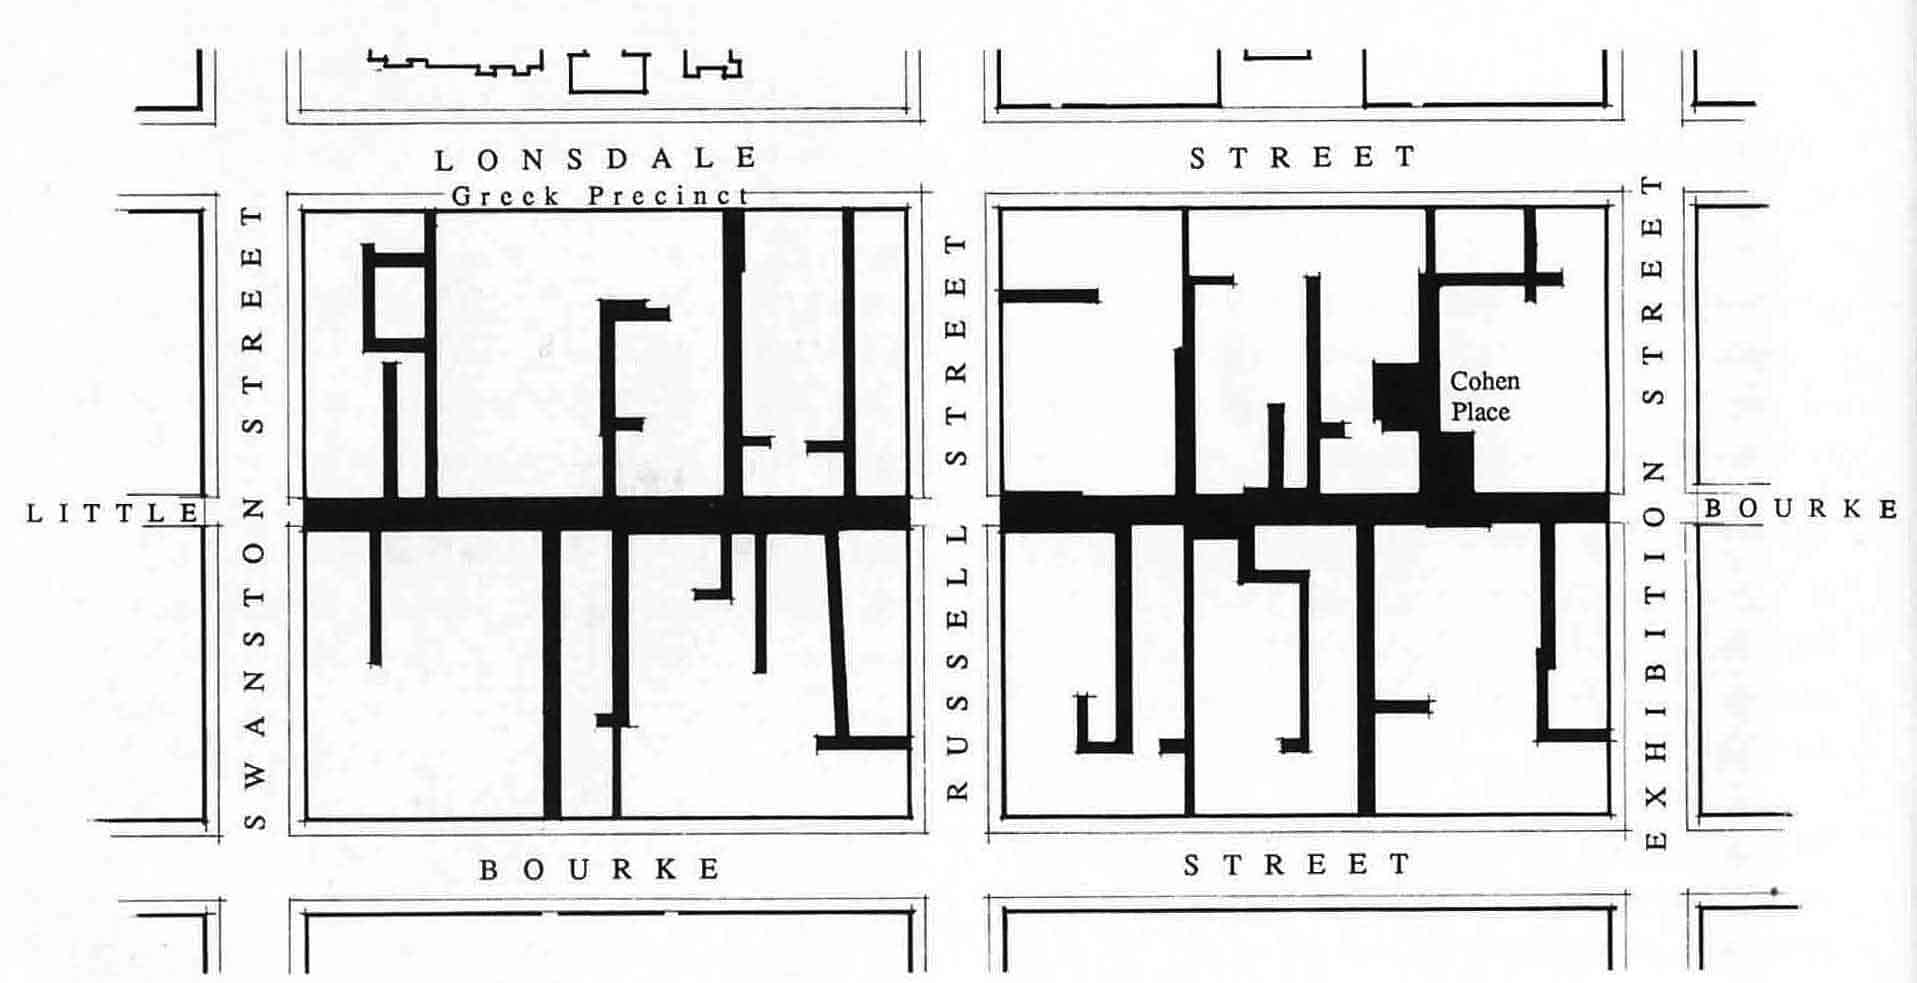 LONSDALE STREET
Greek Precinct
SWANSTON STREET
RUSSELL STREET
EXHIBITION STREET
Cohen
Place
LITTLE BOURKE
BOURKE STREET